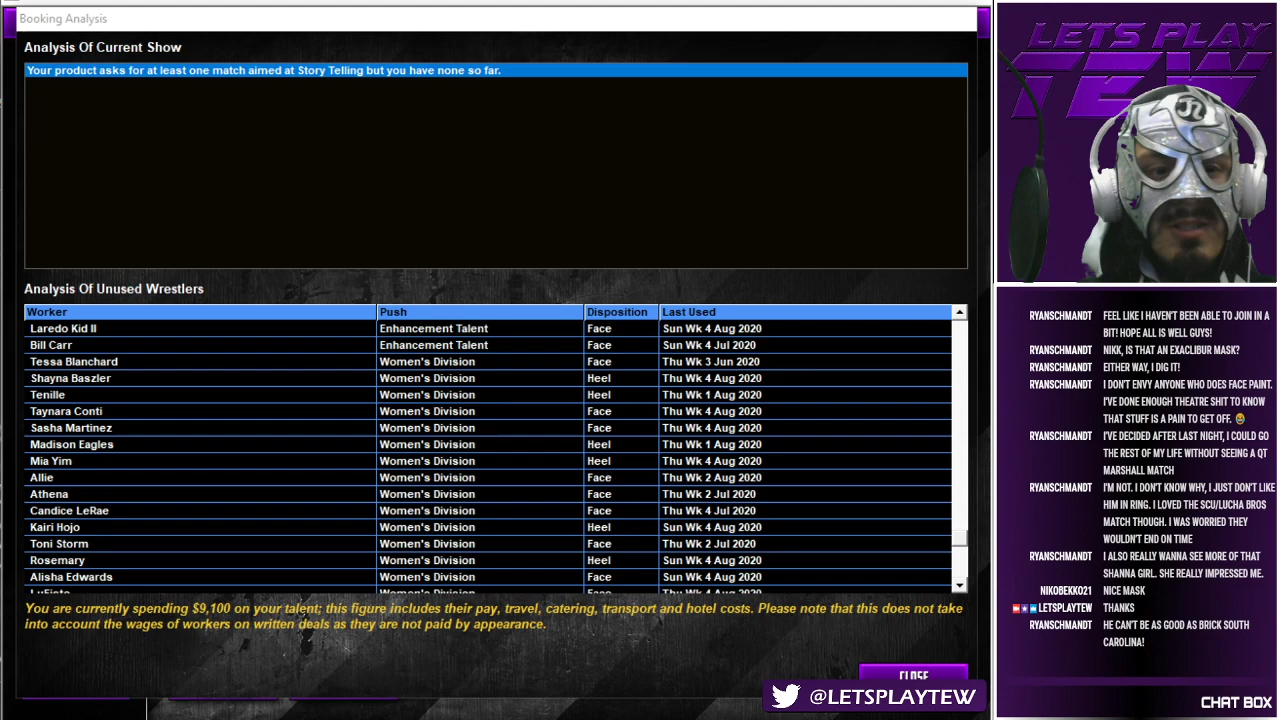 Booking Analysis
Analysis Of Current Show
Your product asks for at least one match aimed at Story Telling but you have none so far.
Analysis Of Unused Wrestlers
Worker Push Disposition Last Used
Laredo Kid II Enhancement Talent Face Sun Wk 4 Aug 2020
Bill Carr Enhancement Talent Face Sun Wk 4 Jul 2020
Tessa Blanchard Women's Division Face Thu Wk 3 Jun 2020
Shayna Baszler Women's Division Heel Thu Wk 4 Aug 2020
Tenille Women's Division Heel Thu Wk 1 Aug 2020
Taynara Conti Women's Division Face Thu Wk 4 Aug 2020
Sasha Martinez Women's Division Face Thu Wk 4 Aug 2020
Madison Eagles Women's Division Heel Thu Wk 1 Aug 2020
Mia Yim Women's Division Heel Thu Wk 4 Aug 2020
Allie Women's Division Face Thu Wk 2 Aug 2020
Athena Women's Division Face Thu Wk 2 Jul 2020
Candice LeRae Women's Division Face Thu Wk 4 Jul 2020
Kairi Hojo Women's Division Heel Sun Wk 4 Aug 2020
Toni Storm Women's Division Face Thu Wk 2 Jul 2020
Rosemary Women's Division Heel Sun Wk 4 Aug 2020
Alisha Edwards Women's Division Face Sun Wk 4 Aug 2020
You are currently spending $9,100 on your talent; this figure includes their pay, travel, catering, transport and hotel costs. Please note that this does not take
into account the wages of workers on written deals as they are not paid by appearance.
CLOSE
@LETSPLAYTEW
LETS PLAY
TEW
RYANSCHMANDT FEEL LIKE I HAVEN'T BEEN ABLE TO JOIN IN A
BIT! HOPE ALL IS WELL GUYS!
RYANSCHMANDT NIKK, IS THAT AN EXACLIBUR MASK?
RYANSCHMANDT EITHER WAY, I DIG IT!
RYANSCHMANDT I DON'T ENVY ANYONE WHO DOES FACE PAINT.
I'VE DONE ENOUGH THEATRE SHIT TO KNOW
THAT STUFF IS A PAIN TO GET OFF. 😂
RYANSCHMANDT I'VE DECIDED AFTER LAST NIGHT, I COULD GO
THE REST OF MY LIFE WITHOUT SEEING A QT
MARSHALL MATCH
RYANSCHMANDT I'M NOT. I DON'T KNOW WHY, I JUST DON'T LIKE
HIM IN RING. I LOVED THE SCU/LUCHA BROS
MATCH THOUGH. I WAS WORRIED THEY
WOULDN'T END ON TIME
RYANSCHMANDT I ALSO REALLY WANNA SEE MORE OF THAT
SHANNA GIRL. SHE REALLY IMPRESSED ME.
NIKOBEKKO21 NICE MASK
LETSPLAYTEW THANKS
RYANSCHMANDT HE CAN'T BE AS GOOD AS BRICK SOUTH
CAROLINA!
CHAT BOX